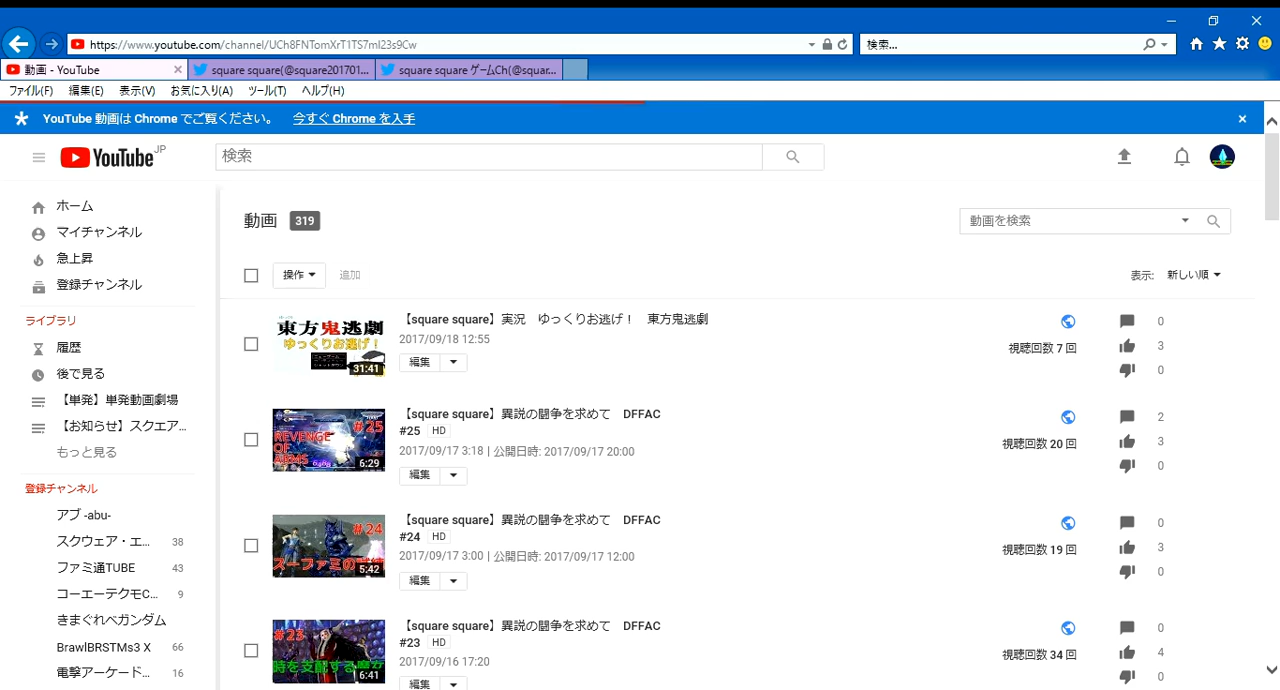 https://www.youtube.com/channel/UCh8FNTomXrT1TS7mI23s9Cw
検索...
動画 - YouTube
square square(@square201701...
square square ゲームCh(@squar...
ファイル(F) 編集(E) 表示(V) お気に入り(A) ツール(T) ヘルプ(H)
YouTube 動画は Chrome でご覧ください。 今すぐ Chrome を入手
YouTube JP
検索
ホーム
マイチャンネル
急上昇
登録チャンネル
ライブラリ
履歴
後で見る
【単発】単発動画劇場
【お知らせ】スクエア...
もっと見る
登録チャンネル
アブ -abu-
スクウェア・エ... 38
ファミ通TUBE 43
コーエーテクモC... 9
きまぐれベガンダム
BrawlBRSTMs3 X 66
電撃アーケード... 16
動画 319
動画を検索
操作 追加
表示: 新しい順
東方鬼逃劇
ゆっくりお逃げ！
31:41
【square square】実況　ゆっくりお逃げ！　東方鬼逃劇
2017/09/18 12:55
編集
視聴回数 7 回
0
3
0
#25
REVENGE
OF
6:29
【square square】異説の闘争を求めて　DFFAC
#25 HD
2017/09/17 3:18 | 公開日時: 2017/09/17 20:00
編集
視聴回数 20 回
2
3
0
#24
5:42
【square square】異説の闘争を求めて　DFFAC
#24 HD
2017/09/17 3:00 | 公開日時: 2017/09/17 12:00
編集
視聴回数 19 回
0
3
0
#23
時を支配する魔女
6:41
【square square】異説の闘争を求めて　DFFAC
#23 HD
2017/09/16 17:20
編集
視聴回数 34 回
0
4
0